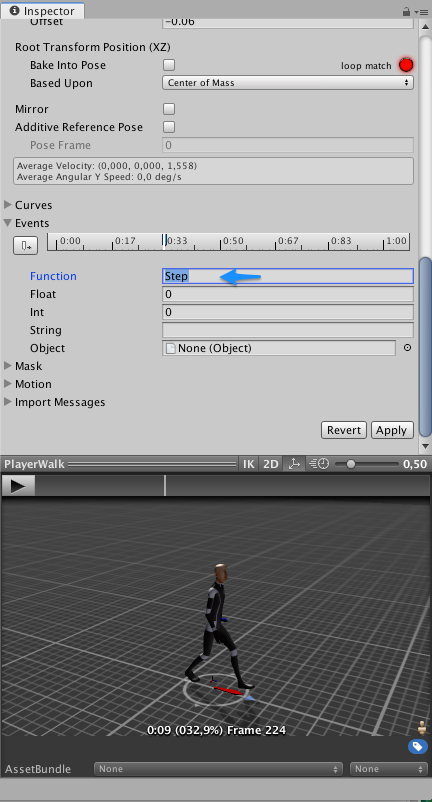 Inspector
Offset -0.06
Root Transform Position (XZ)
Bake Into Pose loop match
Based Upon Center of Mass
Mirror
Additive Reference Pose
Pose Frame 0
Average Velocity: (0,000, 0,000, 1,558)
Average Angular Y Speed: 0,0 deg/s
Curves
Events
0:00 0:17 0:33 0:50 0:67 0:83 1:00
Function Step
Float 0
Int 0
String
Object None (Object)
Mask
Motion
Import Messages
Revert Apply
PlayerWalk IK 2D 0,50
0:09 (032,9%) Frame 224
AssetBundle None None